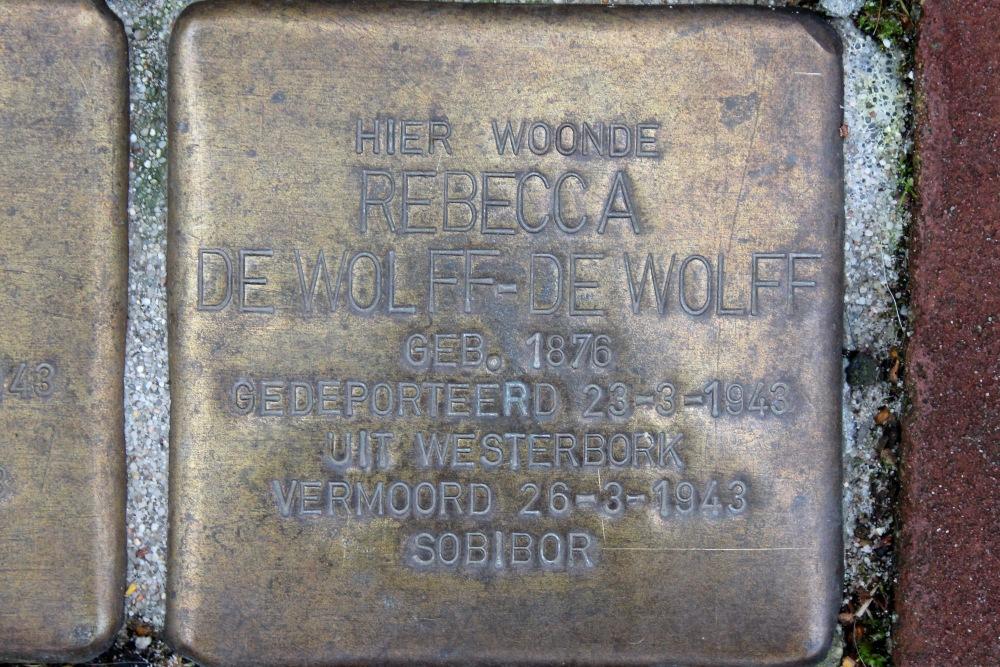 HIER WOONDE
REBECCA
DE WOLFF-DE WOLFF
GEB. 1876
GEDEPORTEERD 23-3-1943
UIT WESTERBORK
VERMOORD 26-3-1943
SOBIBOR
43